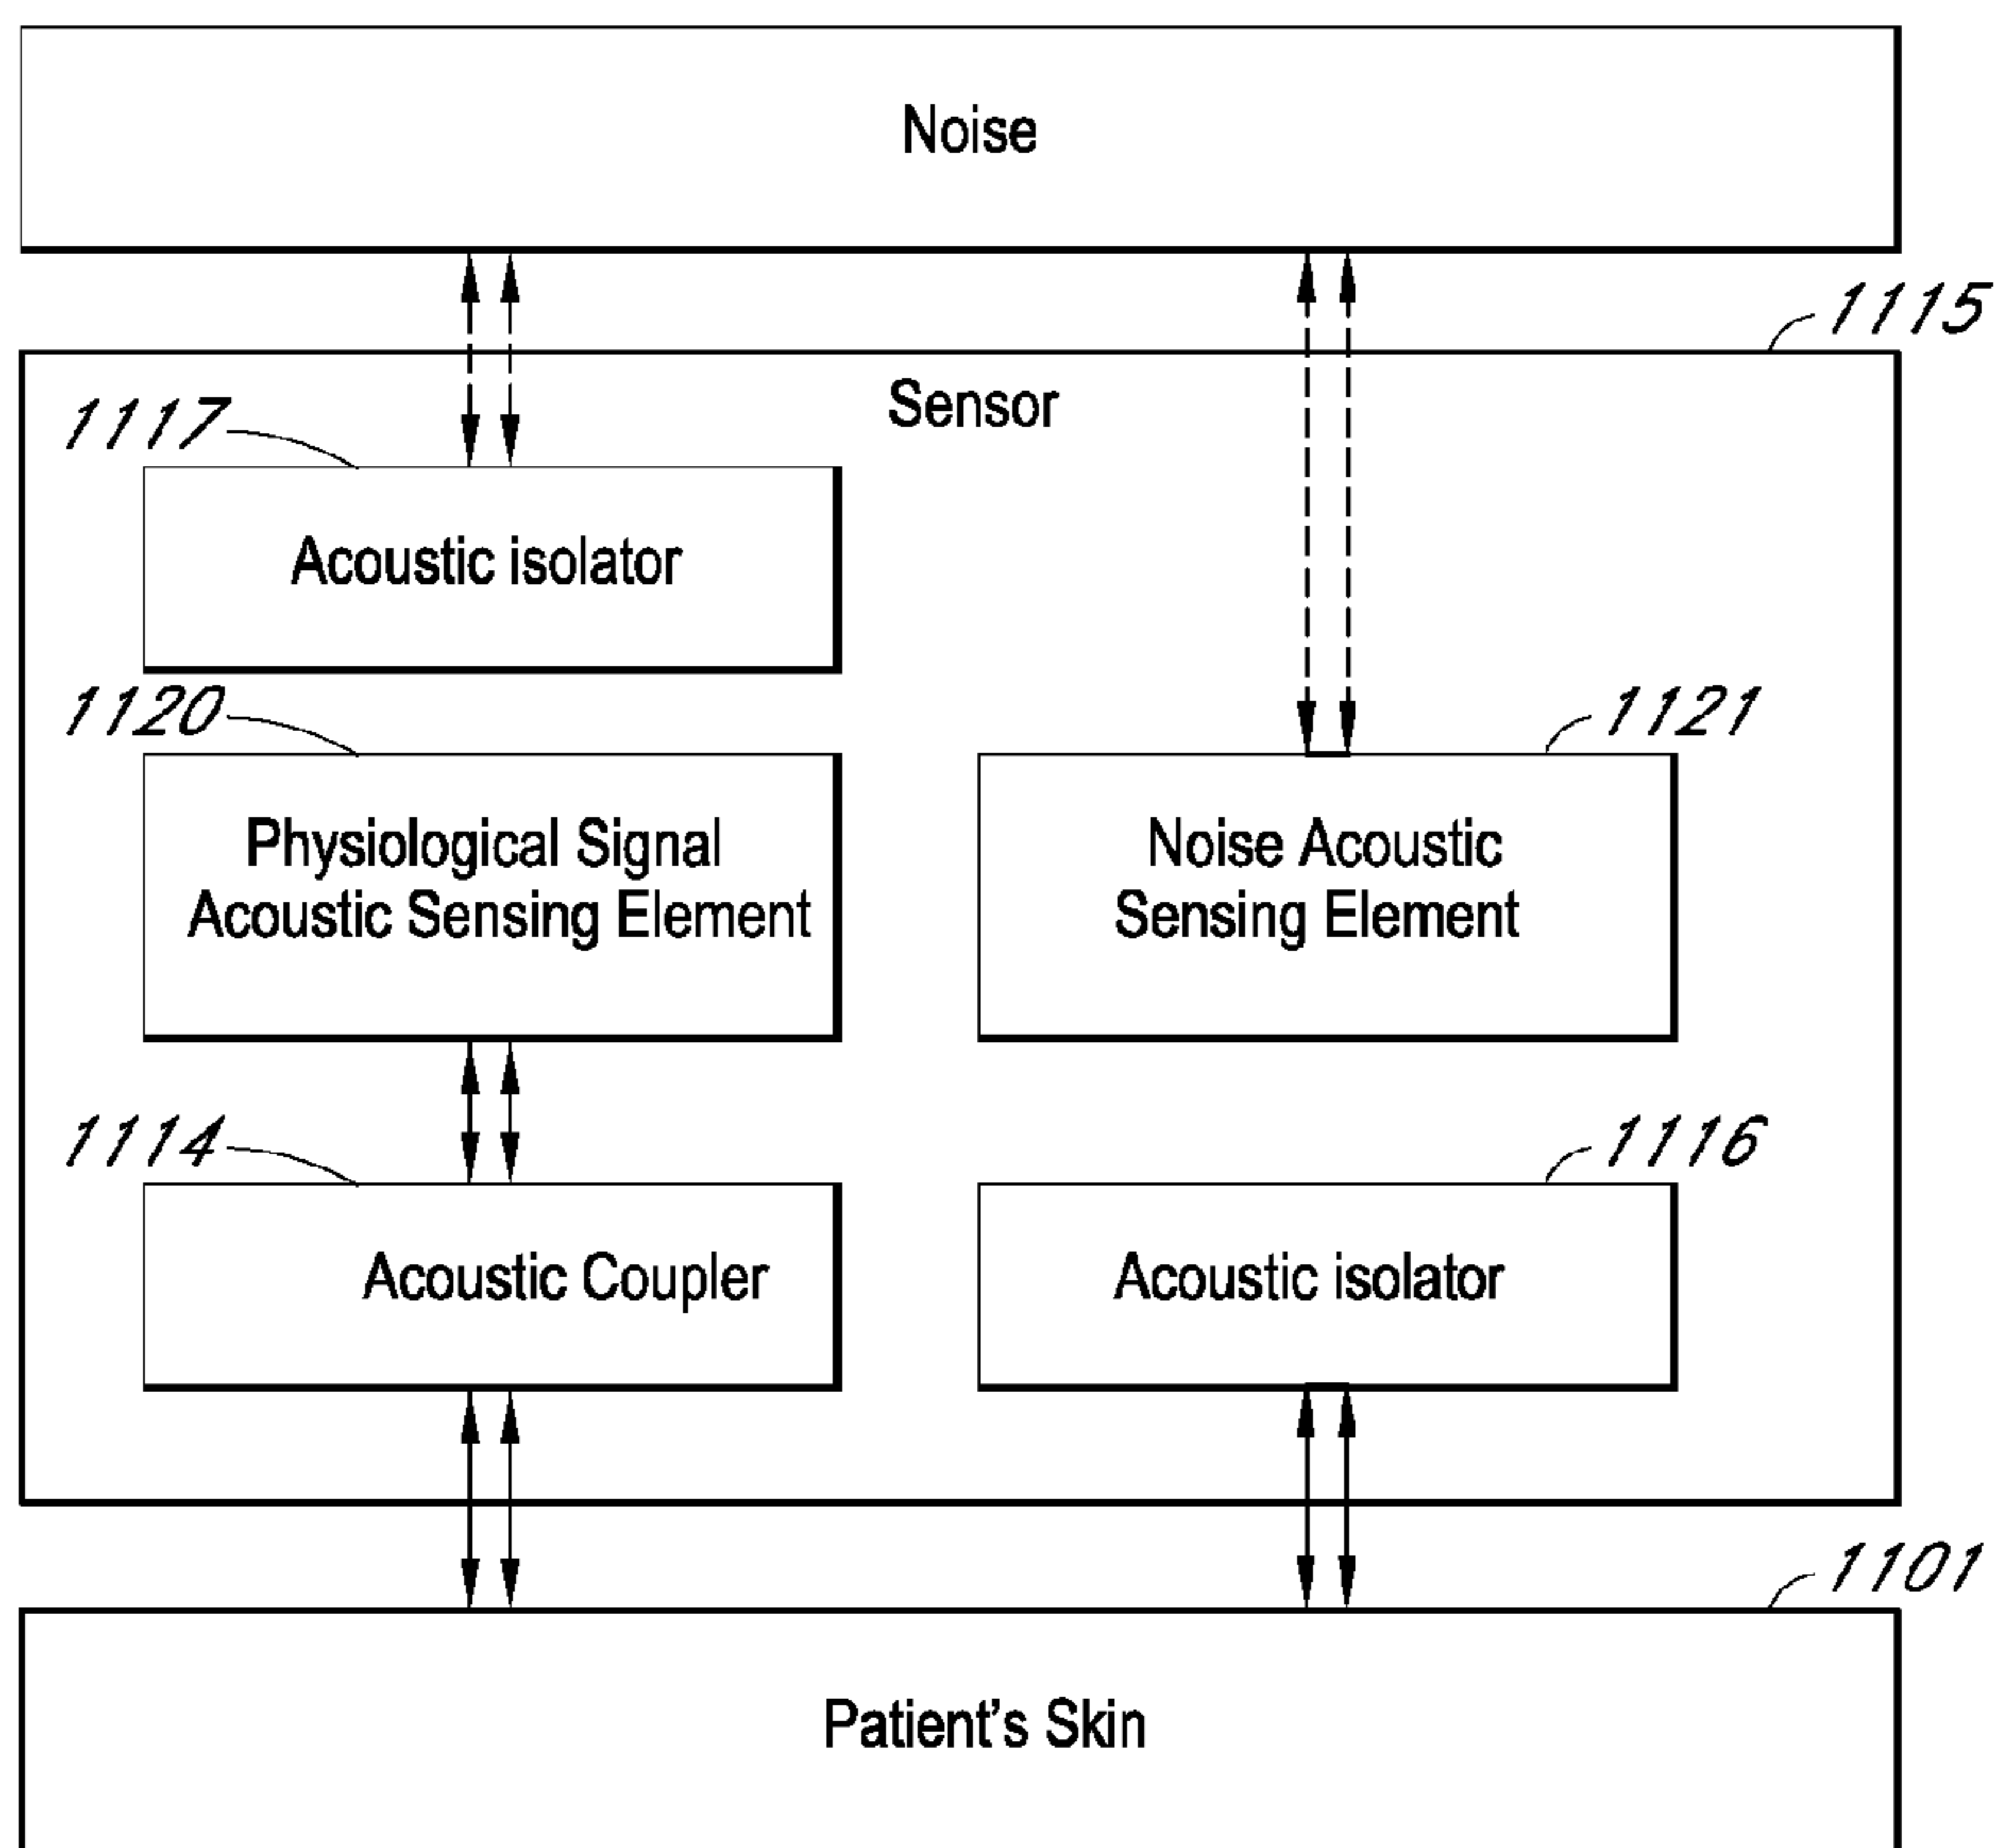 Noise
1115
Sensor
1117
Acoustic isolator
1120
1121
Physiological Signal
Acoustic Sensing Element
Noise Acoustic
Sensing Element
1114
1116
Acoustic Coupler
Acoustic isolator
1101
Patient's Skin